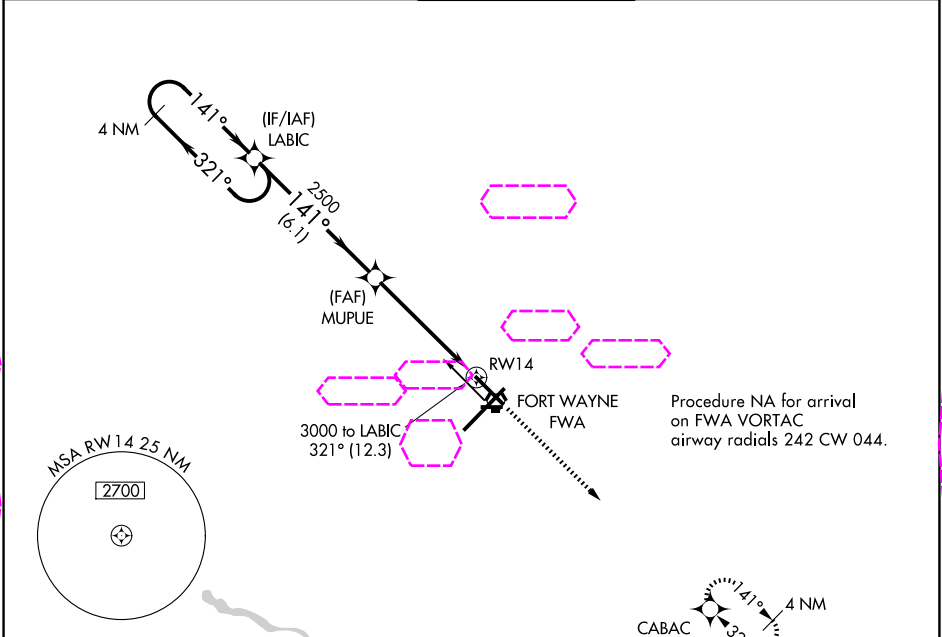 141°
(IF/IAF)
LABIC
4 NM
321°
2500
141°
(6.1)
(FAF)
MUPUE
RW14
FORT WAYNE
FWA
3000 to LABIC
321° (12.3)
Procedure NA for arrival
on FWA VORTAC
airway radials 242 CW 044.
MSA RW14 25 NM
2700
141°
4 NM
CABAC